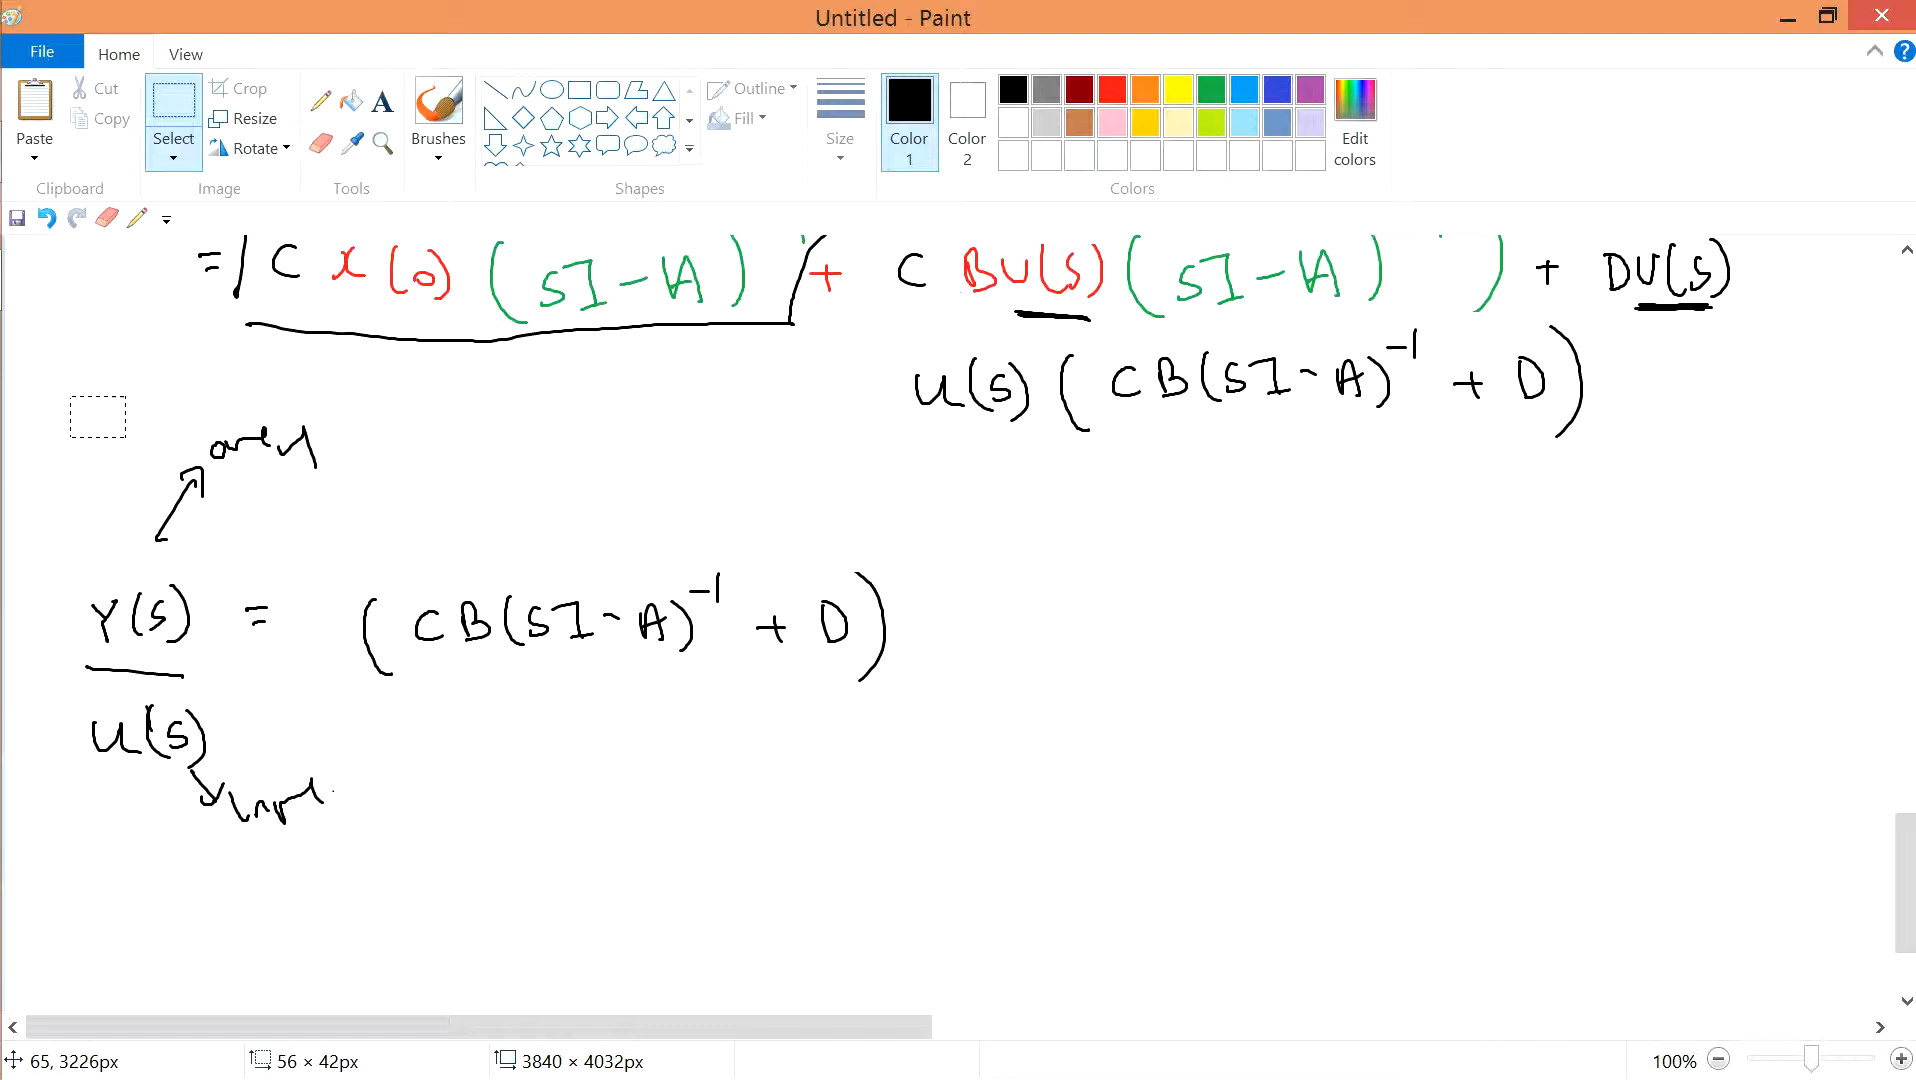 Untitled - Paint
File Home View
Paste Cut Copy Select Crop Resize Rotate Brushes Outline Fill Size Color 1 Color 2 Edit colors
Clipboard Image Tools Shapes Colors
= C x(0) (SI-A) + C BU(S) (SI-A) ) + DU(S)
U(S) ( CB(SI-A)^-1 + D )
Y(S) = ( CB(SI-A)^-1 + D )
U(S)
65, 3226px 56 × 42px 3840 × 4032px 100%